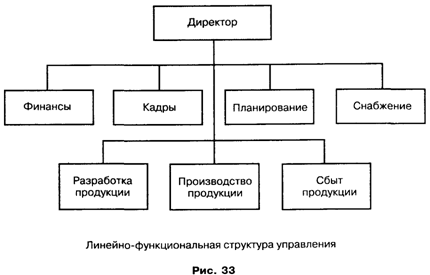 Директор
Финансы
Кадры
Планирование
Снабжение
Разработка
продукции
Производство
продукции
Сбыт
продукции
Линейно-функциональная структура управления
Рис. 33